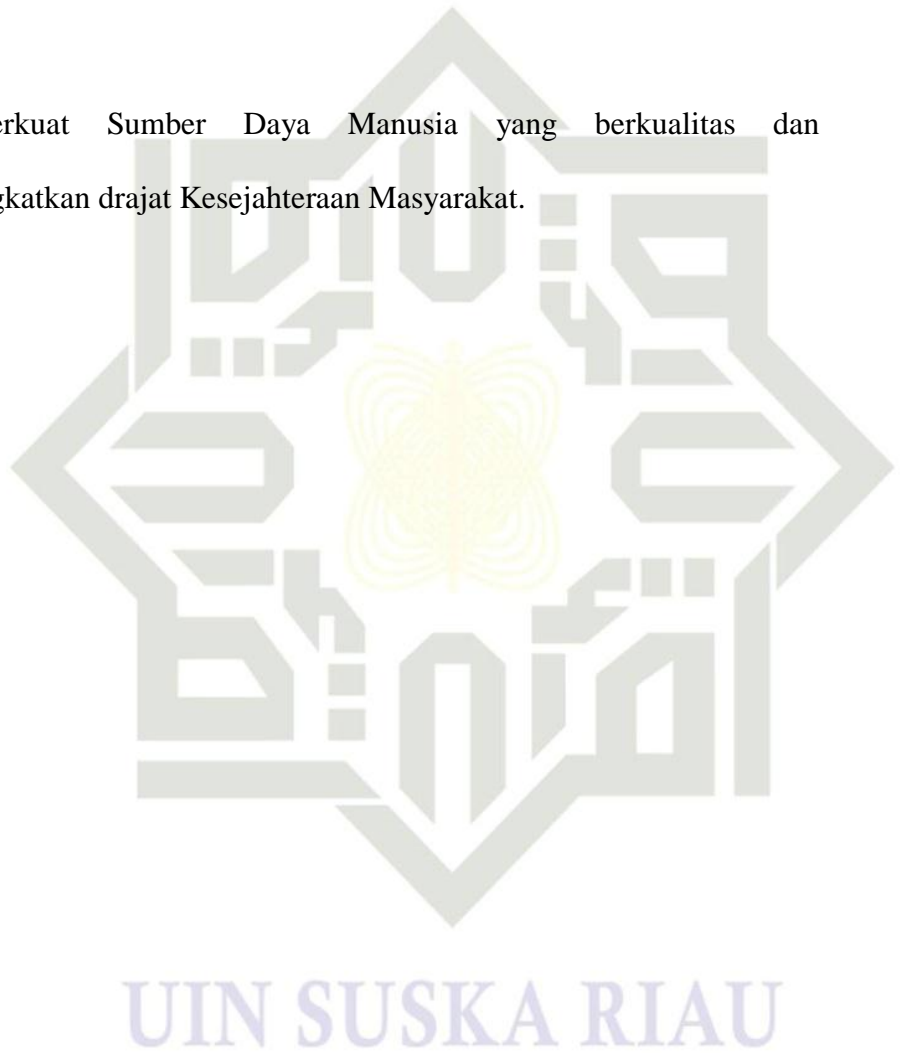 erkuat Sumber Daya Manusia yang berkualitas dan
gkatkan drajat Kesejahteraan Masyarakat.
UIN SUSKA RIAU